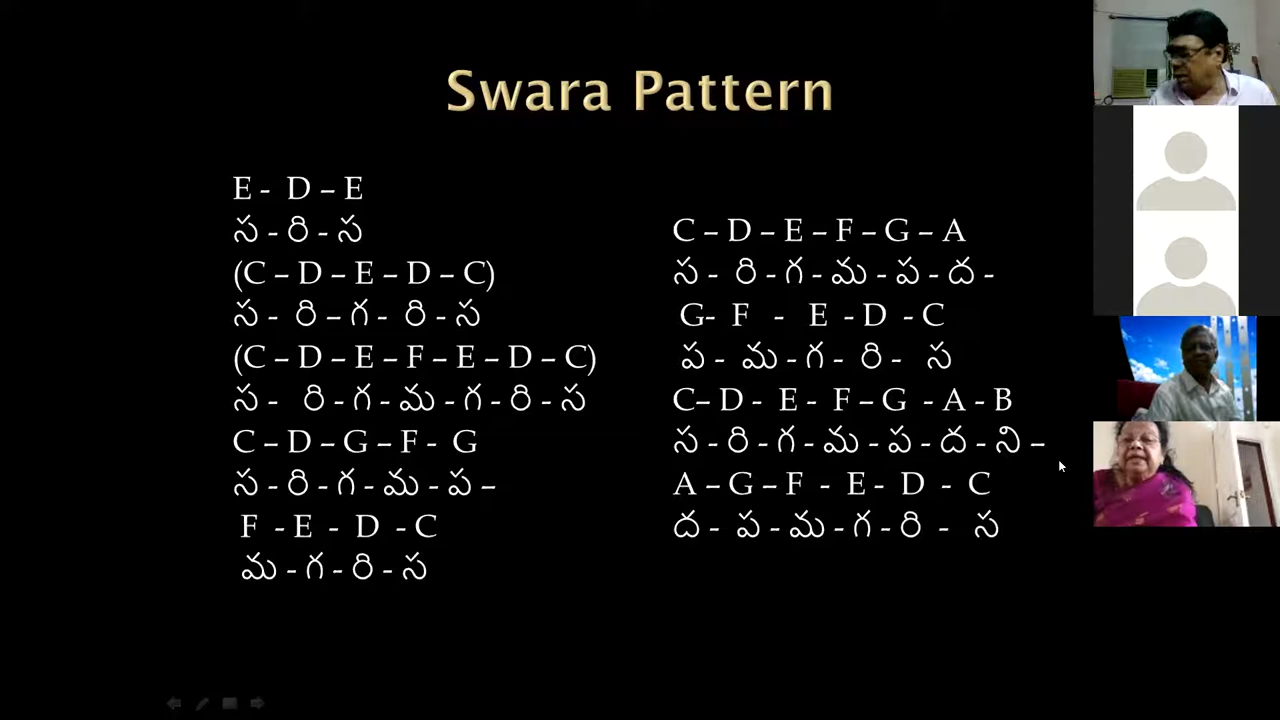 Swara Pattern
E - D – E
స - రి - స
(C – D – E – D – C)
స - రి – గ - రి - స
(C – D – E – F – E – D – C)
స - రి - గ - మ - గ - రి - స
C – D – G – F - G
స - రి - గ - మ - ప –
F - E - D - C
మ - గ - రి - స
C – D – E – F – G – A
స - రి - గ - మ - ప - ద -
G- F - E - D - C
ప - మ - గ - రి - స
C– D - E - F – G - A - B
స - రి - గ - మ - ప - ద - ని –
A – G – F - E - D - C
ద - ప - మ - గ - రి - స